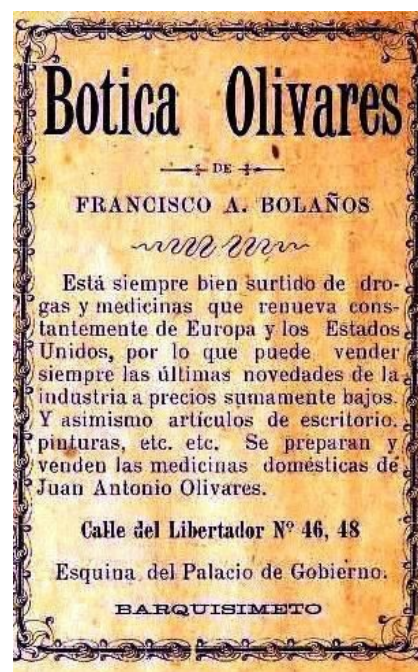 Botica Olivares
DE
FRANCISCO A. BOLAÑOS
Está siempre bien surtido de dro-
gas y medicinas que renueva cons-
tantemente de Europa y los Estados
Unidos, por lo que puede vender
siempre las últimas novedades de la
industria a precios sumamente bajos.
Y asimismo artículos de escritorio,
pinturas, etc. etc. Se preparan y
venden las medicinas domésticas de
Juan Antonio Olivares.
Calle del Libertador Nº 46, 48
Esquina del Palacio de Gobierno.
BARQUISIMETO